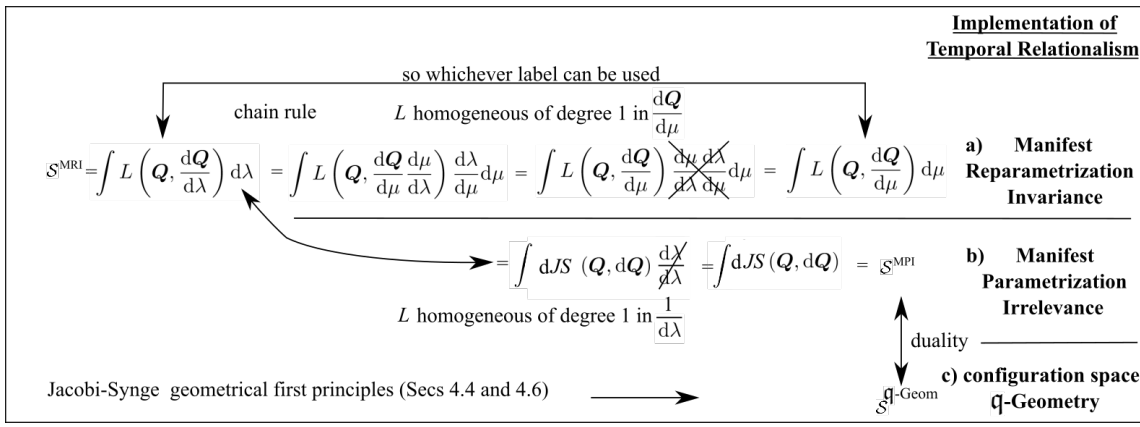 Implementation of
Temporal Relationalism
so whichever label can be used
chain rule
L homogeneous of degree 1 in dQ/dμ
S^MRI = ∫ L (Q, dQ/dλ) dλ = ∫ L (Q, dQ/dμ dμ/dλ) dλ/dμ dμ = ∫ L (Q, dQ/dμ) dμ/dλ dλ/dμ dμ = ∫ L (Q, dQ/dμ) dμ
a) Manifest
Reparametrization
Invariance
= ∫ dJS (Q, dQ) dλ/dλ = ∫ dJS (Q, dQ) = S^MPI
b) Manifest
Parametrization
Irrelevance
L homogeneous of degree 1 in 1/dλ
duality
Jacobi-Synge geometrical first principles (Secs 4.4 and 4.6)
S^q-Geom
c) configuration space
q-Geometry